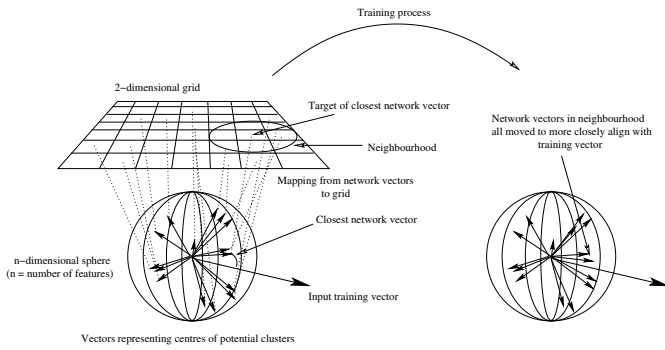 Training process
2−dimensional grid
Target of closest network vector
Neighbourhood
Mapping from network vectors
to grid
Closest network vector
n−dimensional sphere
(n = number of features)
Input training vector
Vectors representing centres of potential clusters
Network vectors in neighbourhood
all moved to more closely align with
training vector